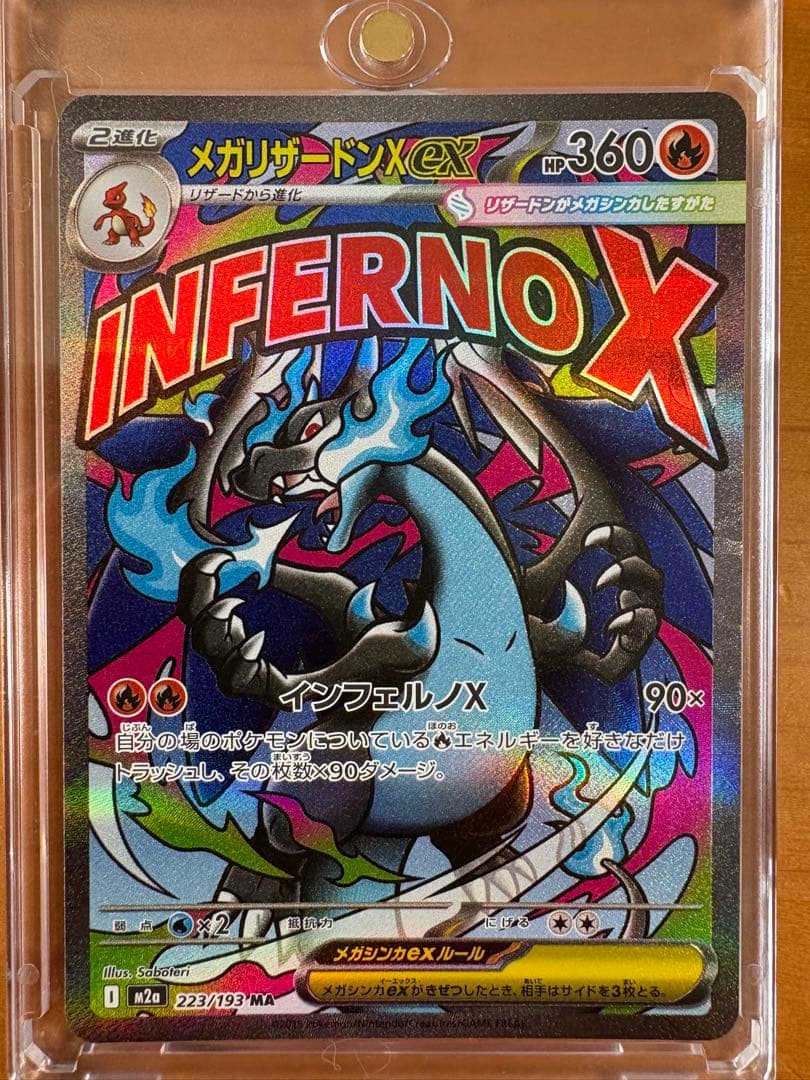 2進化
メガリザードンXex
HP360
リザードから進化
リザードンがメガシンカしたすがた
INFERNO X
インフェルノX 90×
自分の場のポケモンについているエネルギーを好きなだけ
トラッシュし、その枚数×90ダメージ。
弱点 ×2 抵抗力 にげる
メガシンカexルール
メガシンカexがきぜつしたとき、相手はサイドを3枚とる。
Illus. Saboteri
I m2a 223/193 MA
©2025 Pokémon/Nintendo/Creatures/GAME FREAK